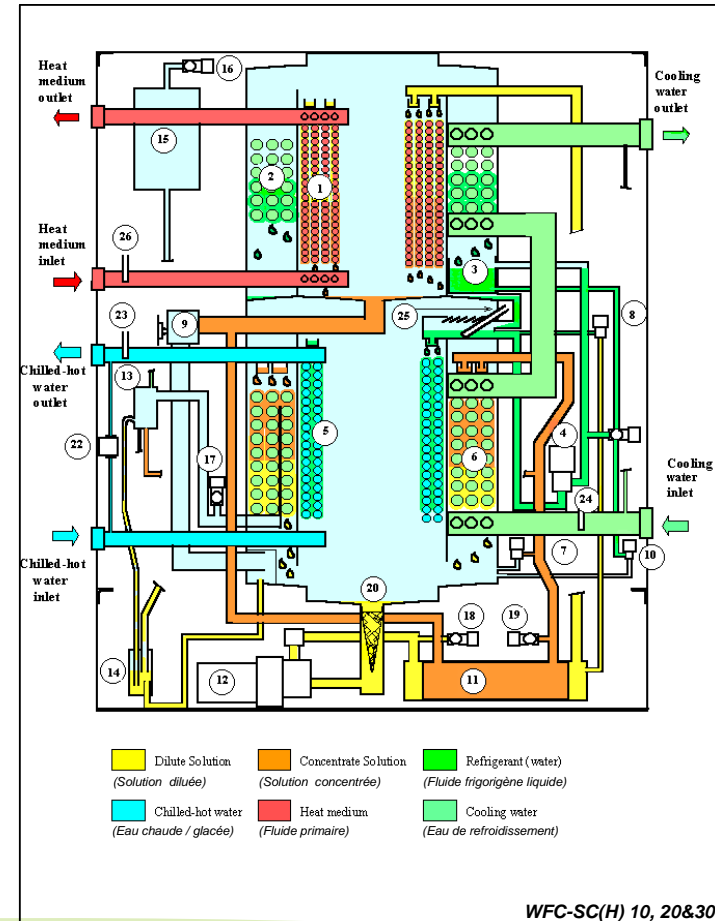 Heat
medium
outlet
16
Cooling
water
outlet
15
2
1
Heat
medium
inlet
26
3
23
9
25
8
Chilled-hot
water
outlet
13
22
17
5
6
4
24
Cooling
water
inlet
Chilled-hot
water
inlet
7
10
20
18
19
14
12
11
Dilute Solution
(Solution diluée)
Concentrate Solution
(Solution concentrée)
Refrigerant (water)
(Fluide frigorigène liquide)
Chilled-hot water
(Eau chaude / glacée)
Heat medium
(Fluide primaire)
Cooling water
(Eau de refroidissement)
WFC-SC(H) 10, 20&30